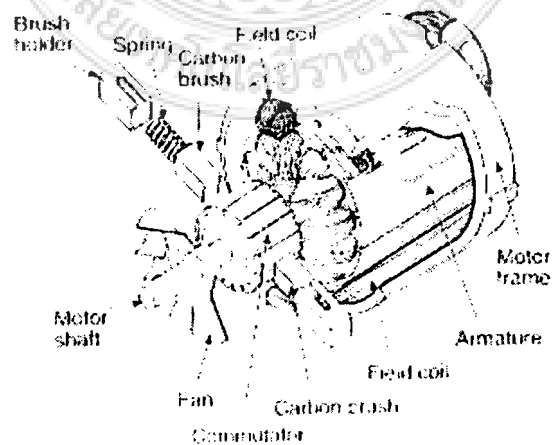 Brush
holder
Spring
Carbon
brush
Field coil
Motor
frame
Motor
shaft
Armature
Field coil
Fan
Carbon brush
Commutator